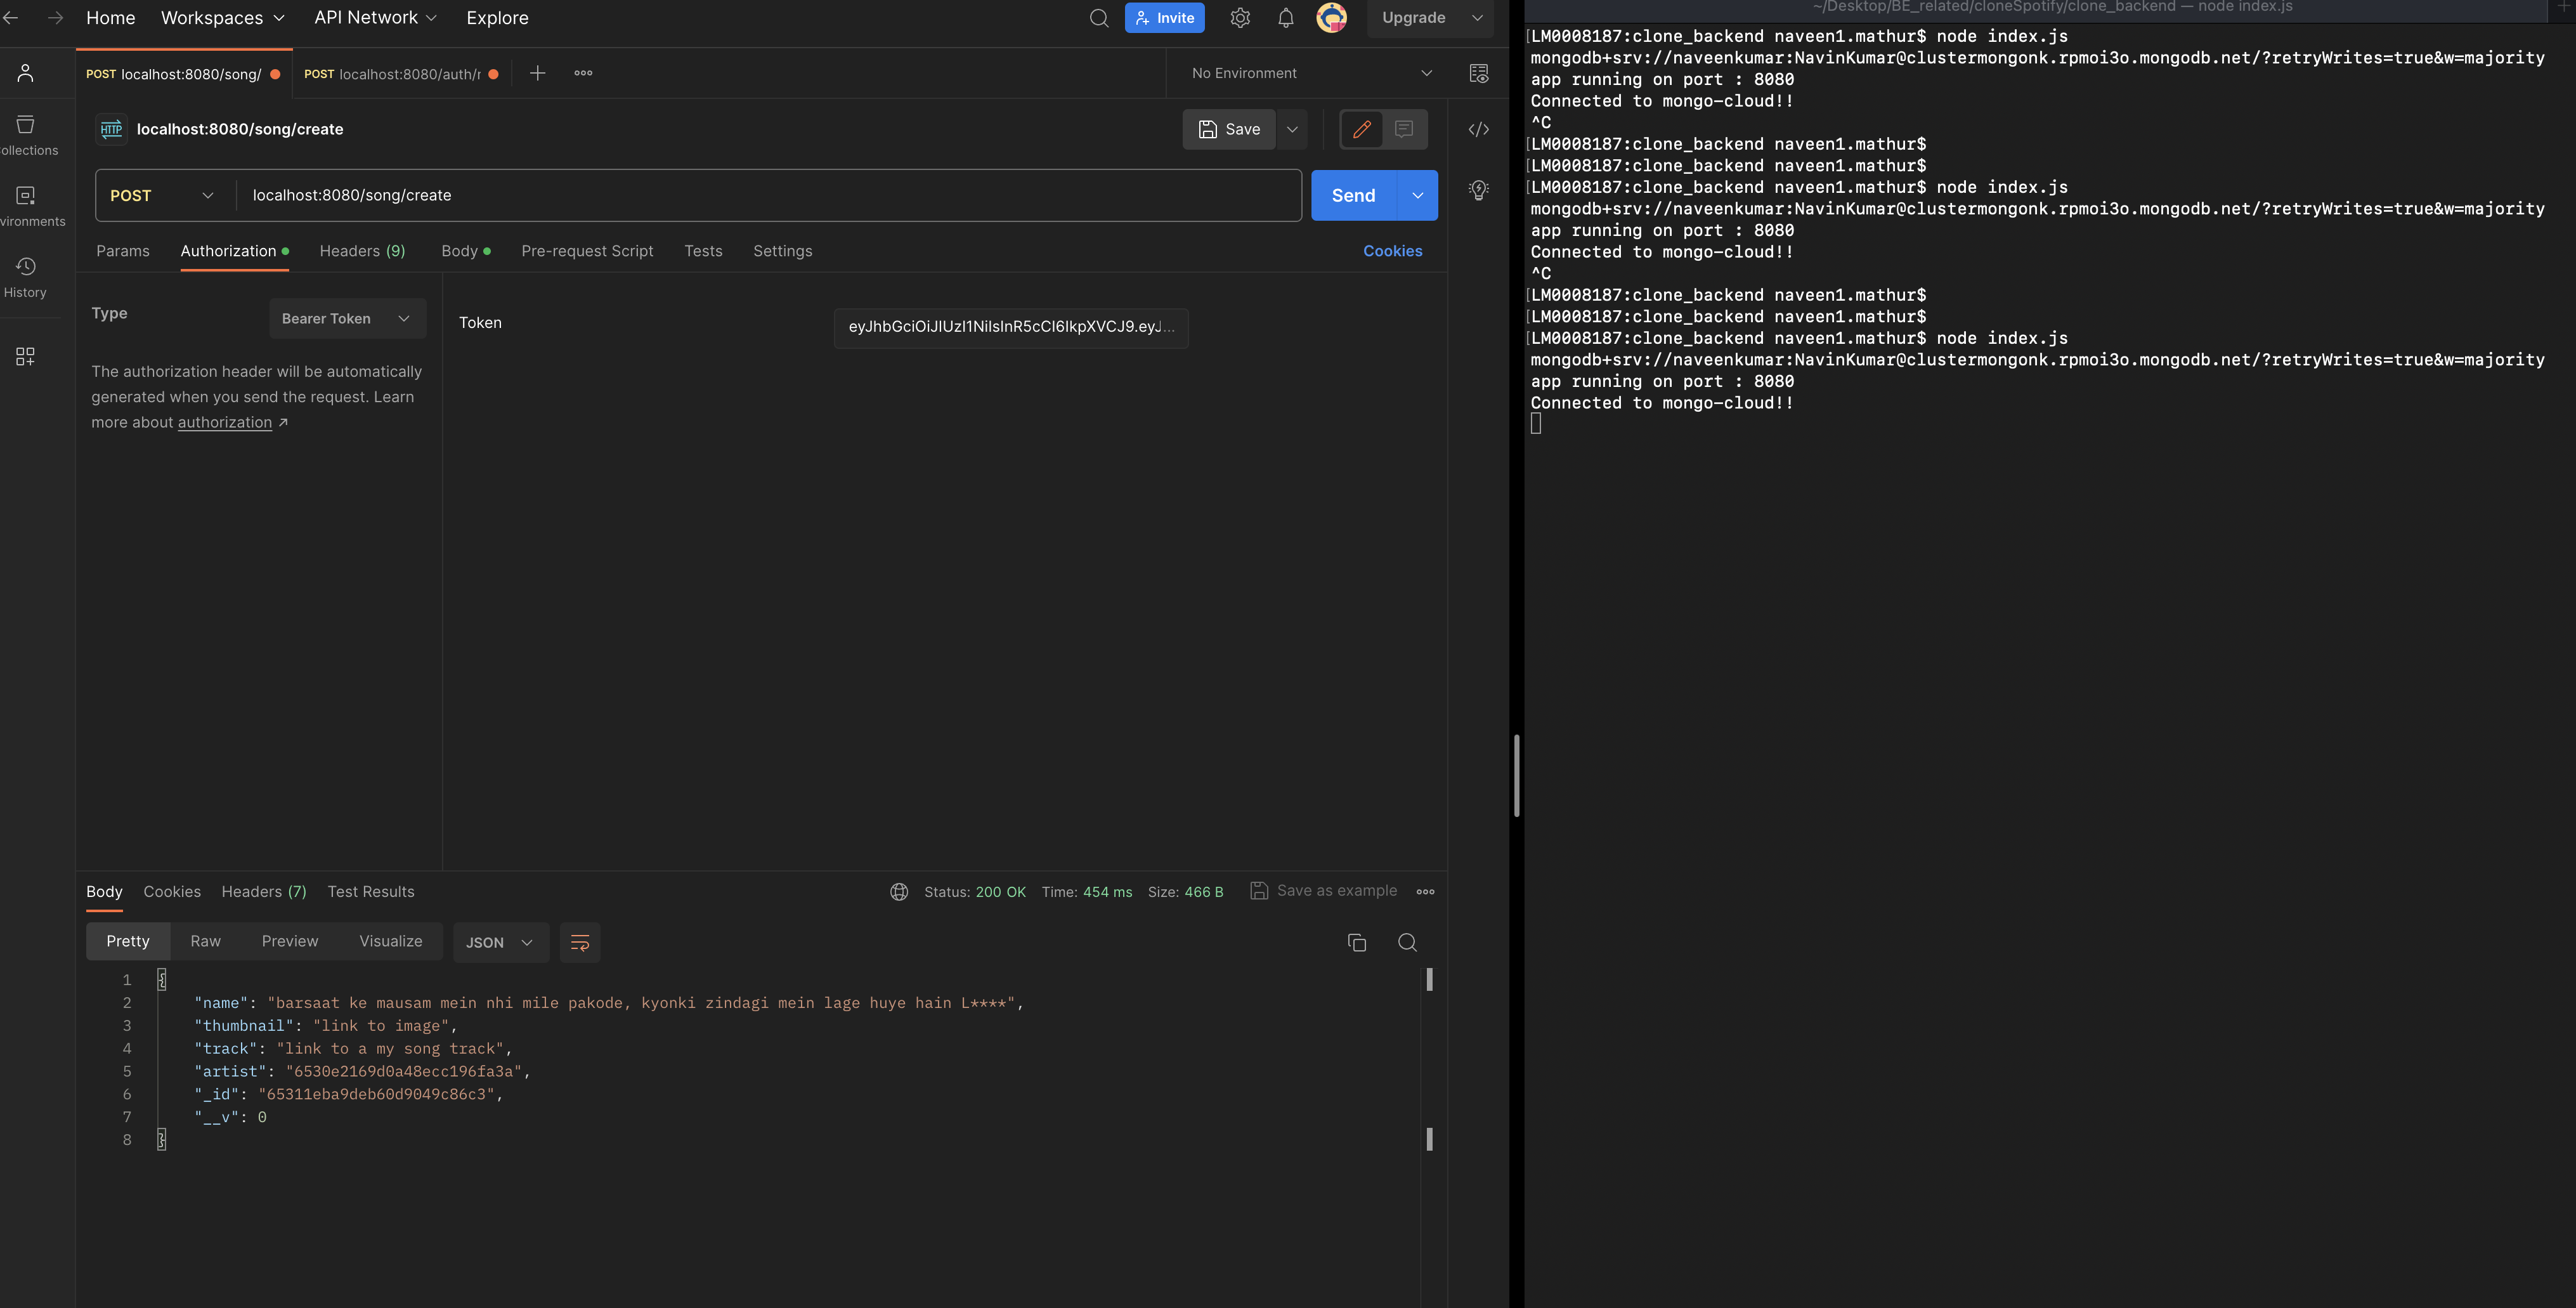 Home Workspaces API Network Explore Invite Upgrade
POST localhost:8080/song/ POST localhost:8080/auth/r No Environment
HTTP localhost:8080/song/create Save
POST localhost:8080/song/create Send
Params Authorization Headers (9) Body Pre-request Script Tests Settings Cookies
ollections
vironments
History
Type Bearer Token
The authorization header will be automatically
generated when you send the request. Learn
more about authorization ↗
Token eyJhbGciOiJIUzI1NiIsInR5cCI6IkpXVCJ9.eyJ...
Body Cookies Headers (7) Test Results Status: 200 OK Time: 454 ms Size: 466 B Save as example
Pretty Raw Preview Visualize JSON
1 {
2 "name": "barsaat ke mausam mein nhi mile pakode, kyonki zindagi mein lage huye hain L****",
3 "thumbnail": "link to image",
4 "track": "link to a my song track",
5 "artist": "6530e2169d0a48ecc196fa3a",
6 "_id": "65311eba9deb60d9049c86c3",
7 "__v": 0
8 }
~/Desktop/BE_related/cloneSpotify/clone_backend — node index.js
[LM0008187:clone_backend naveen1.mathur$ node index.js
mongodb+srv://naveenkumar:NavinKumar@clustermongonk.rpmoi3o.mongodb.net/?retryWrites=true&w=majority
app running on port : 8080
Connected to mongo-cloud!!
^C
[LM0008187:clone_backend naveen1.mathur$
[LM0008187:clone_backend naveen1.mathur$
[LM0008187:clone_backend naveen1.mathur$ node index.js
mongodb+srv://naveenkumar:NavinKumar@clustermongonk.rpmoi3o.mongodb.net/?retryWrites=true&w=majority
app running on port : 8080
Connected to mongo-cloud!!
^C
[LM0008187:clone_backend naveen1.mathur$
[LM0008187:clone_backend naveen1.mathur$
[LM0008187:clone_backend naveen1.mathur$ node index.js
mongodb+srv://naveenkumar:NavinKumar@clustermongonk.rpmoi3o.mongodb.net/?retryWrites=true&w=majority
app running on port : 8080
Connected to mongo-cloud!!